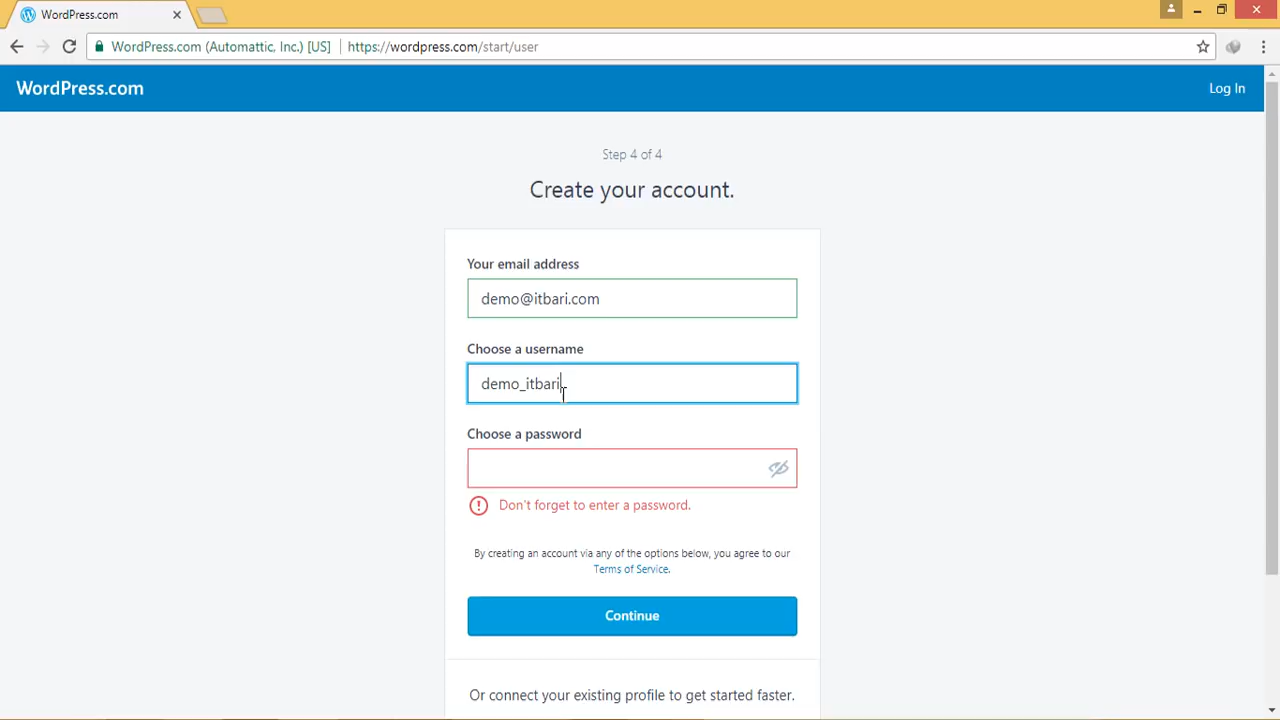 WordPress.com
WordPress.com (Automattic, Inc.) [US] https://wordpress.com/start/user
WordPress.com
Log In
Step 4 of 4
Create your account.
Your email address
demo@itbari.com
Choose a username
demo_itbari
Choose a password
Don't forget to enter a password.
By creating an account via any of the options below, you agree to our
Terms of Service.
Continue
Or connect your existing profile to get started faster.